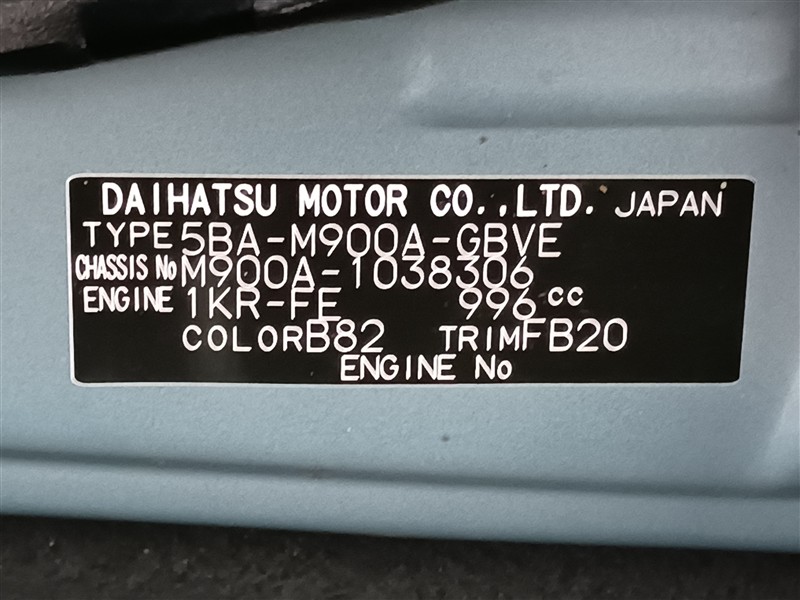 DAIHATSU MOTOR CO.,LTD. JAPAN
TYPE 5BA-M900A-GBVE
CHASSIS No M900A-1038306
ENGINE 1KR-FE 996cc
COLOR B82 TRIM FB20
ENGINE No